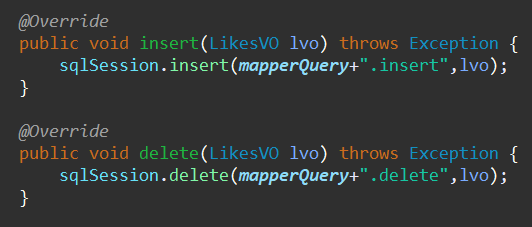 @Override
public void insert(LikesVO lvo) throws Exception {
sqlSession.insert(mapperQuery+".insert",lvo);
}
@Override
public void delete(LikesVO lvo) throws Exception {
sqlSession.delete(mapperQuery+".delete",lvo);
}